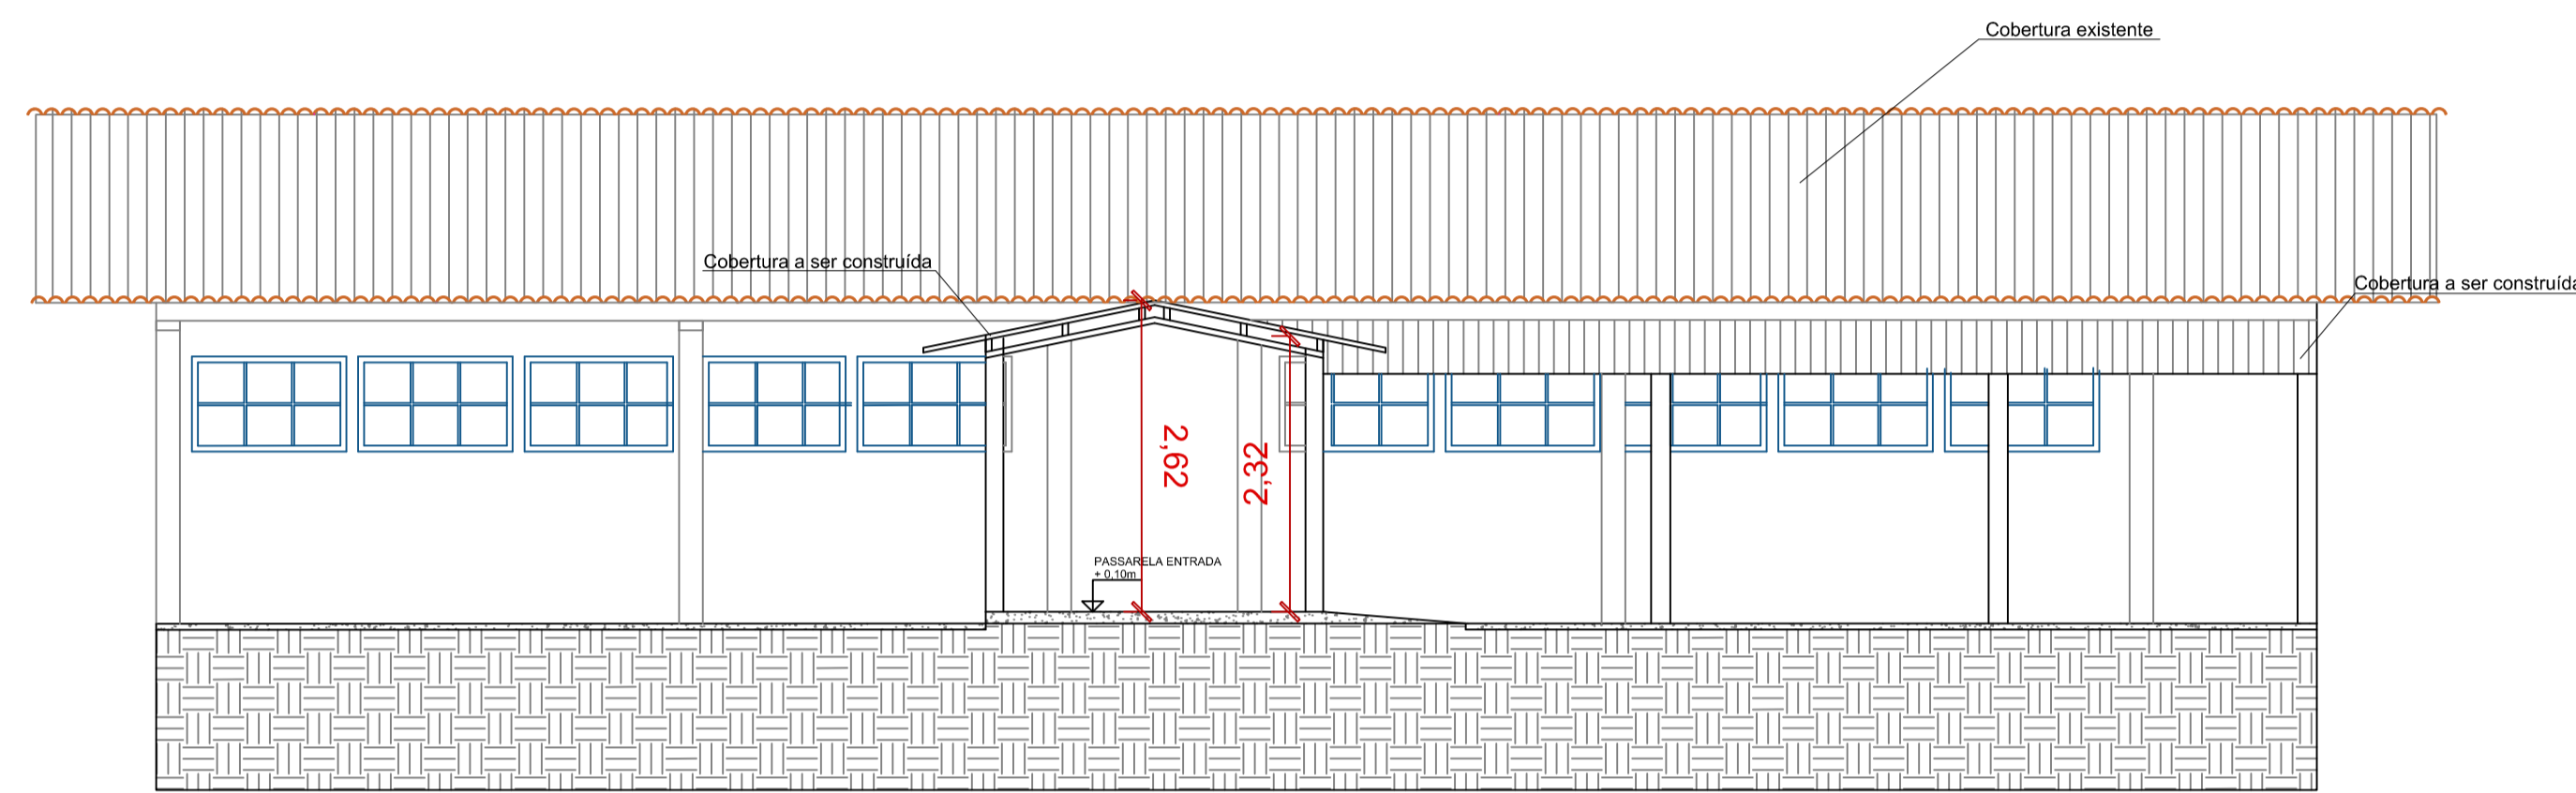 Cobertura existente
Cobertura a ser construída
Cobertura a ser construída
2,62
2,32
PASSARELA ENTRADA
+ 0,10m